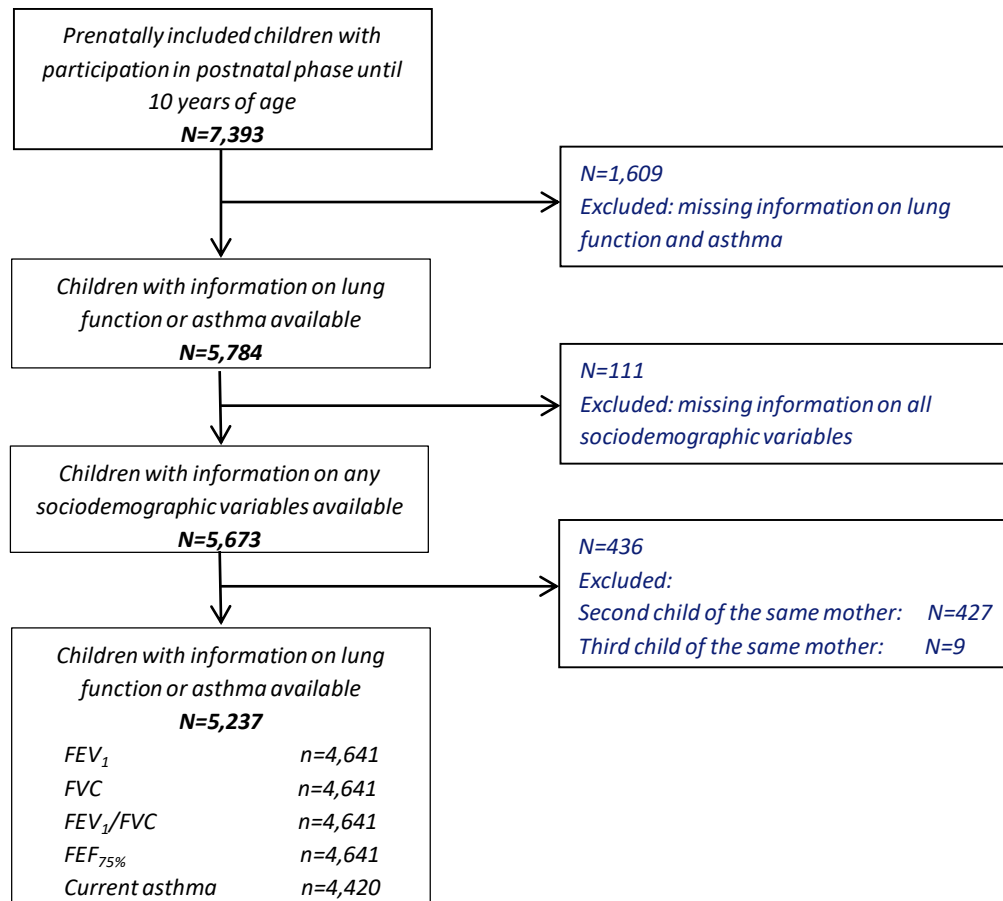 Prenatally included children with
participation in postnatal phase until
10 years of age
N=7,393
N=1,609
Excluded: missing information on lung
function and asthma
Children with information on lung
function or asthma available
N=5,784
N=111
Excluded: missing information on all
sociodemographic variables
Children with information on any
sociodemographic variables available
N=5,673
N=436
Excluded:
Second child of the same mother: N=427
Third child of the same mother: N=9
Children with information on lung
function or asthma available
N=5,237
FEV1 n=4,641
FVC n=4,641
FEV1/FVC n=4,641
FEF75% n=4,641
Current asthma n=4,420